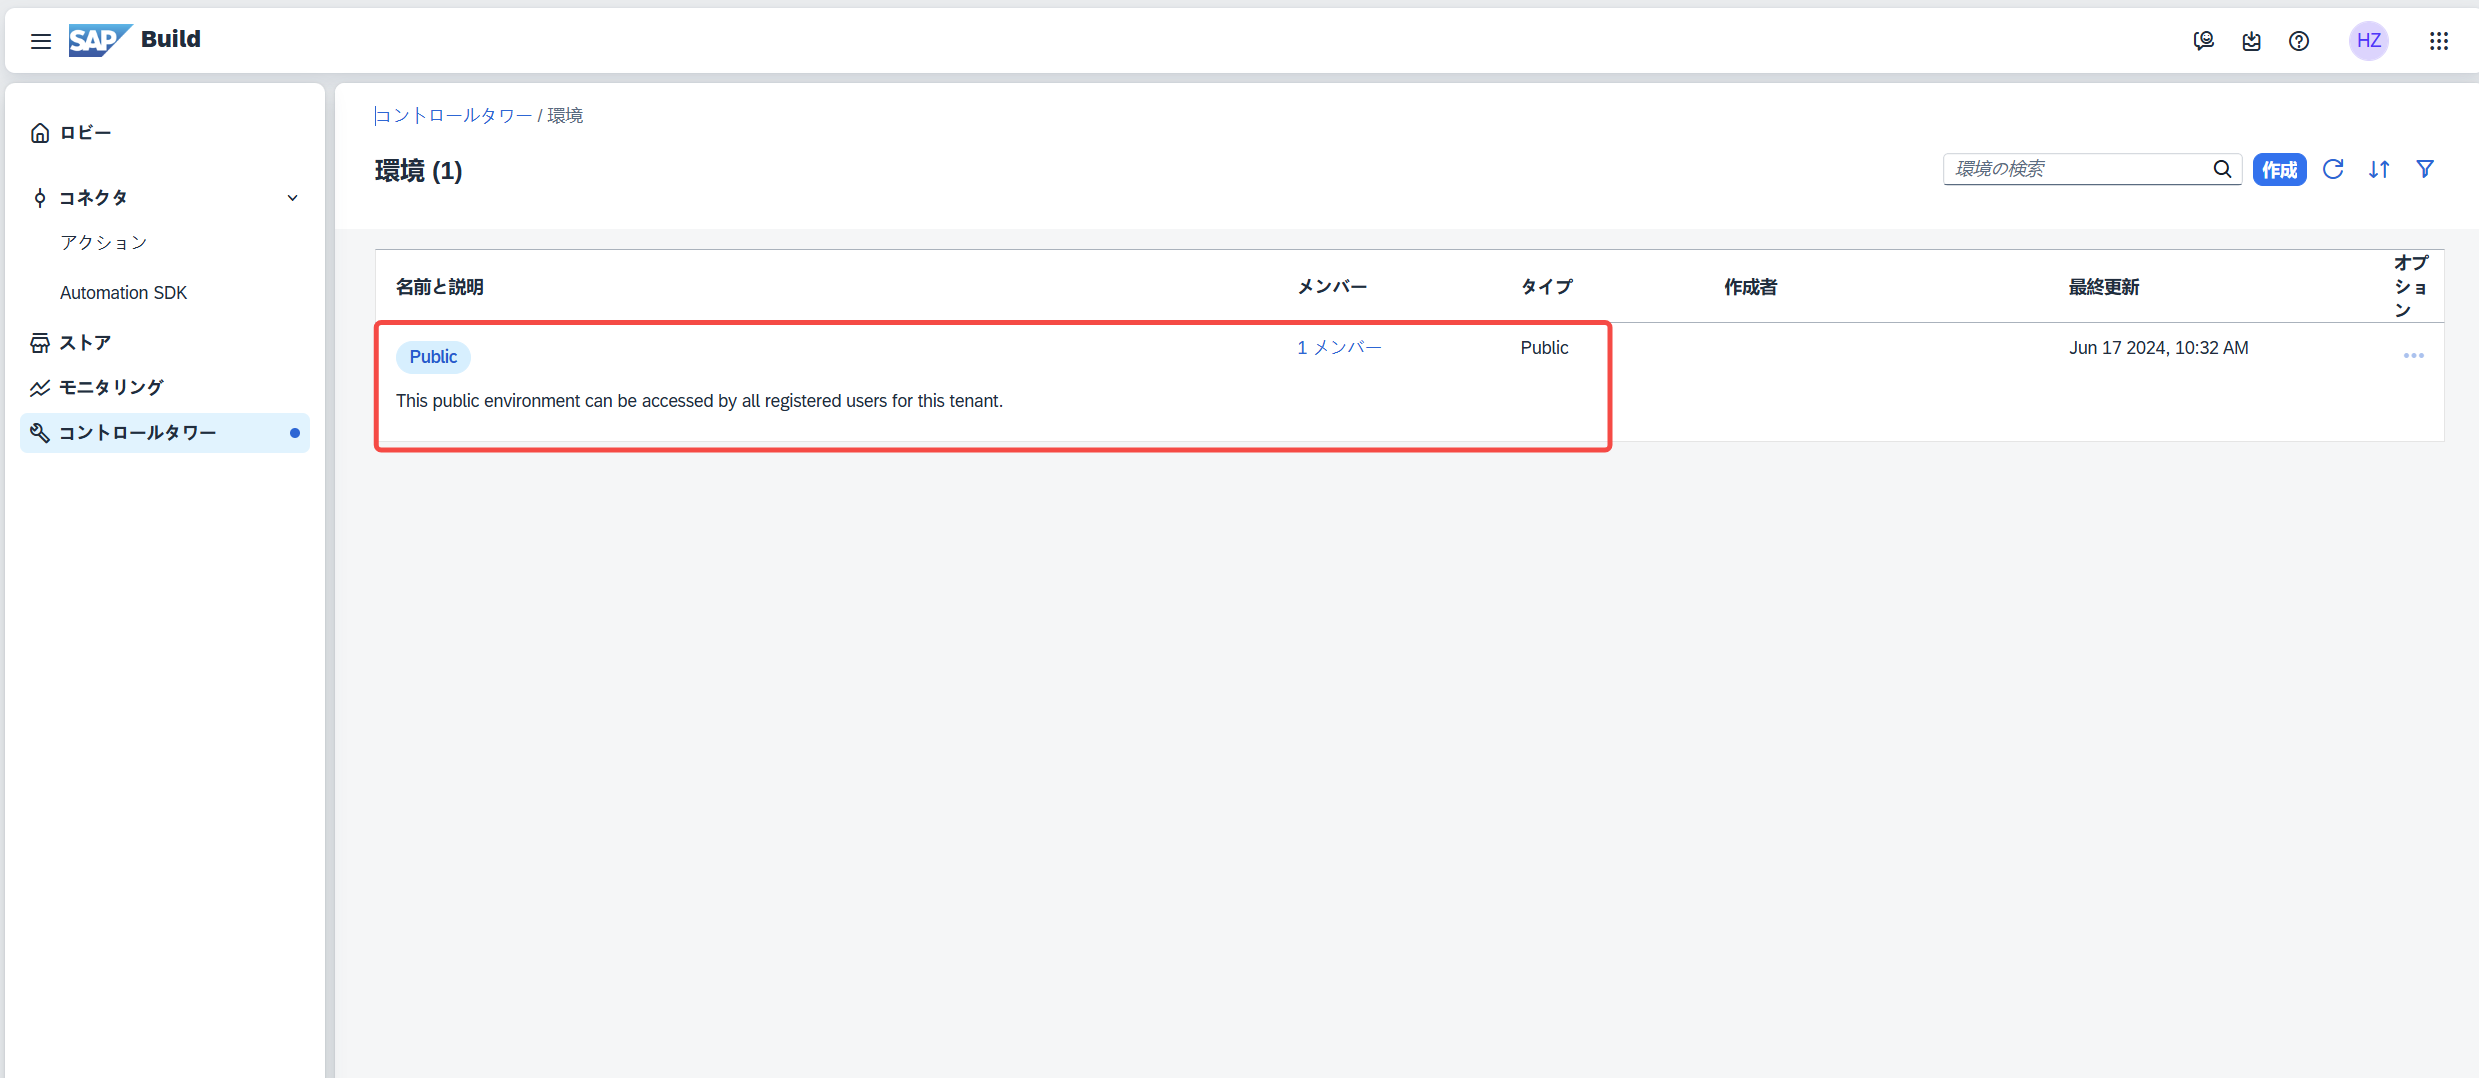 SAP Build
HZ
ロビー
コネクタ
アクション
Automation SDK
ストア
モニタリング
コントロールタワー
コントロールタワー / 環境
環境 (1)
環境の検索
作成
名前と説明 メンバー タイプ 作成者 最終更新 オプション
Public 1 メンバー Public Jun 17 2024, 10:32 AM
This public environment can be accessed by all registered users for this tenant.